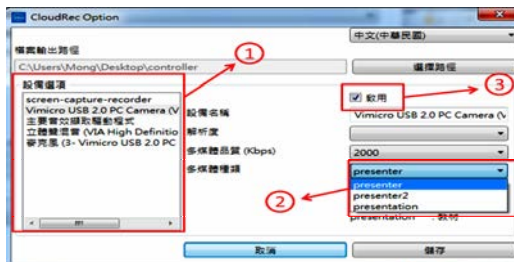 CloudRec Option
中文(中華民國)
檔案輸出路徑
C:\Users\Mong\Desktop\controller
選擇路徑
設備選項
screen-capture-recorder
Vimicro USB 2.0 PC Camera (V
主要音效擷取驅動程式
立體聲混音 (VIA High Definitio
麥克風 (3- Vimicro USB 2.0 PC
啟用
設備名稱
Vimicro USB 2.0 PC Camera (V
解析度
多媒體品質 (Kbps)
2000
多媒體種類
presenter
presenter
presenter2
presentation
presentation : 教材
取消
儲存
1
2
3